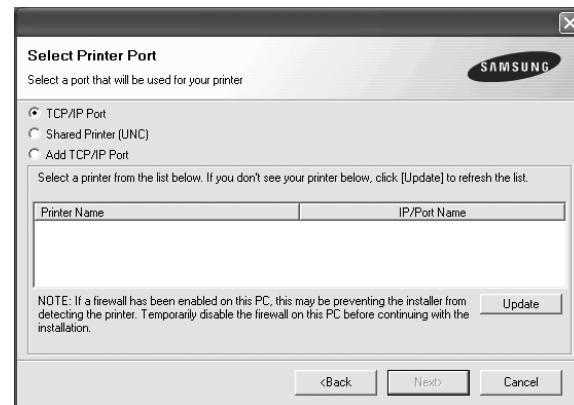 Select Printer Port
Select a port that will be used for your printer
SAMSUNG
TCP/IP Port
Shared Printer (UNC)
Add TCP/IP Port
Select a printer from the list below. If you don't see your printer below, click [Update] to refresh the list.
Printer Name IP/Port Name
NOTE: If a firewall has been enabled on this PC, this may be preventing the installer from
detecting the printer. Temporarily disable the firewall on this PC before continuing with the
installation.
Update
<Back Next> Cancel